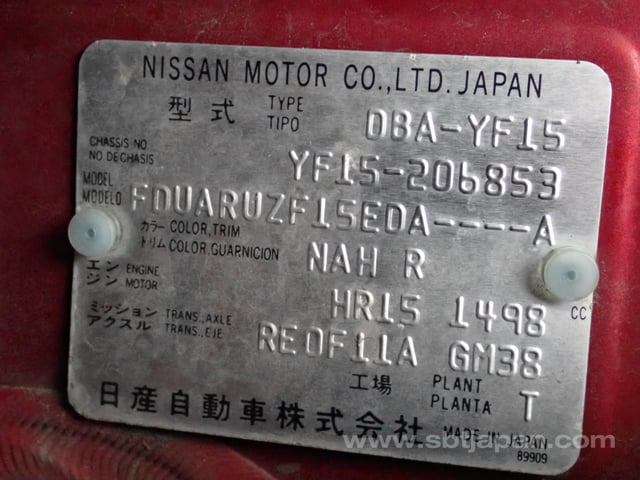 NISSAN MOTOR CO.,LTD. JAPAN
型式 TYPE TIPO DBA-YF15
CHASSIS NO. NO DE CHASIS YF15-206853
MODEL MODELO FDUARUZF15EDA----A
カラー COLOR,TRIM
トリム COLOR,GUARNICION NAH R
エン ENGINE
ジン MOTOR HR15 1498 CC
ミッション TRANS.,AXLE
アクスル TRANS.,EJE RE0F11A GM38
工場 PLANT PLANTA T
日産自動車株式会社 MADE IN JAPAN
89909
www.sbtjapan.com